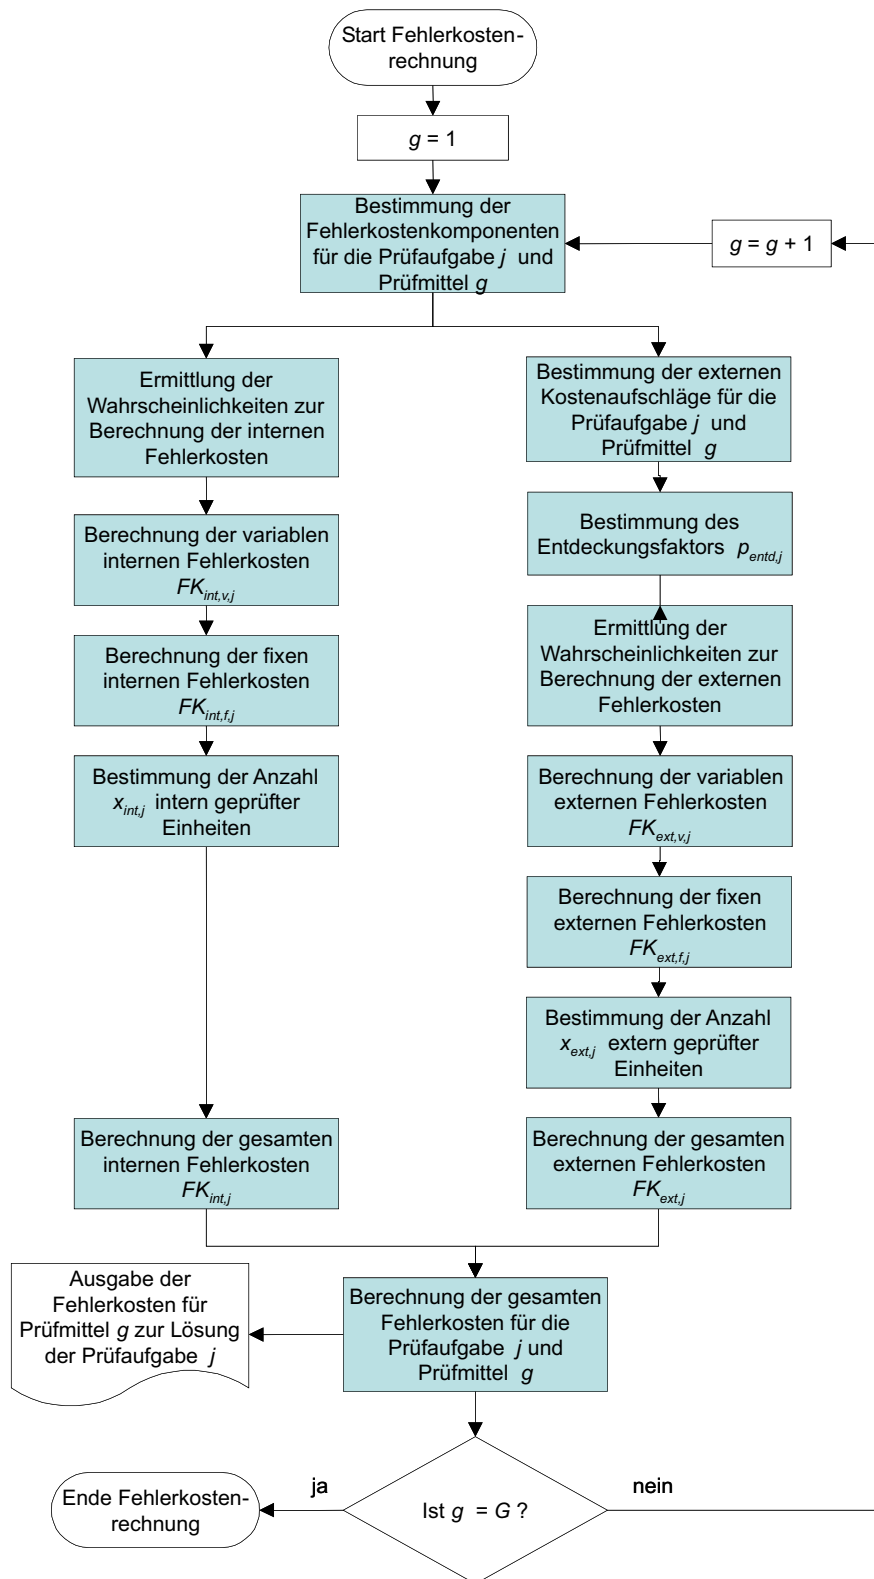 Start Fehlerkosten-
rechnung
g = 1
Bestimmung der
Fehlerkostenkomponenten
für die Prüfaufgabe j und
Prüfmittel g
g = g + 1
Ermittlung der
Wahrscheinlichkeiten zur
Berechnung der internen
Fehlerkosten
Berechnung der variablen
internen Fehlerkosten
FKint,v,j
Berechnung der fixen
internen Fehlerkosten
FKint,f,j
Bestimmung der Anzahl
xint,j intern geprüfter
Einheiten
Berechnung der gesamten
internen Fehlerkosten
FKint,j
Bestimmung der externen
Kostenaufschläge für die
Prüfaufgabe j und
Prüfmittel g
Bestimmung des
Entdeckungsfaktors pentd,j
Ermittlung der
Wahrscheinlichkeiten zur
Berechnung der externen
Fehlerkosten
Berechnung der variablen
externen Fehlerkosten
FKext,v,j
Berechnung der fixen
externen Fehlerkosten
FKext,f,j
Bestimmung der Anzahl
xext,j extern geprüfter
Einheiten
Berechnung der gesamten
externen Fehlerkosten
FKext,j
Berechnung der gesamten
Fehlerkosten für die
Prüfaufgabe j und
Prüfmittel g
Ausgabe der
Fehlerkosten für
Prüfmittel g zur Lösung
der Prüfaufgabe j
Ist g = G ?
ja
nein
Ende Fehlerkosten-
rechnung